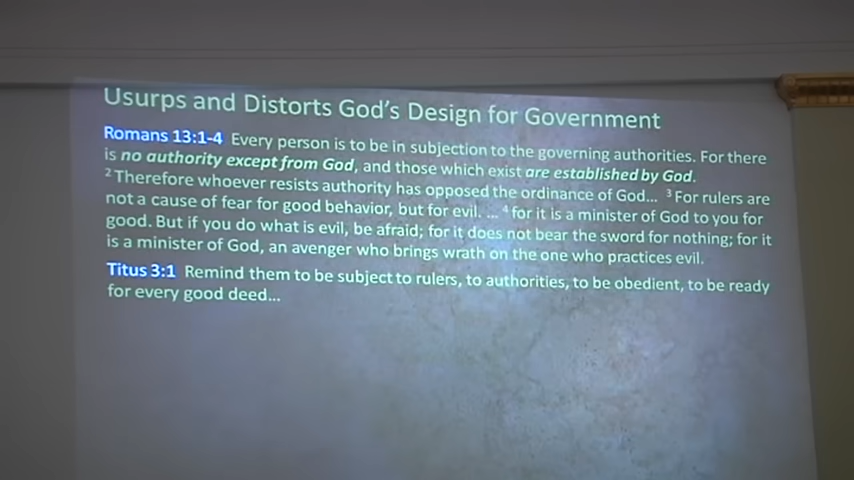 Usurps and Distorts God's Design for Government
Romans 13:1-4 Every person is to be in subjection to the governing authorities. For there
is no authority except from God, and those which exist are established by God.
2 Therefore whoever resists authority has opposed the ordinance of God... 3 For rulers are
not a cause of fear for good behavior, but for evil. ... 4 for it is a minister of God to you for
good. But if you do what is evil, be afraid; for it does not bear the sword for nothing; for it
is a minister of God, an avenger who brings wrath on the one who practices evil.
Titus 3:1 Remind them to be subject to rulers, to authorities, to be obedient, to be ready
for every good deed...